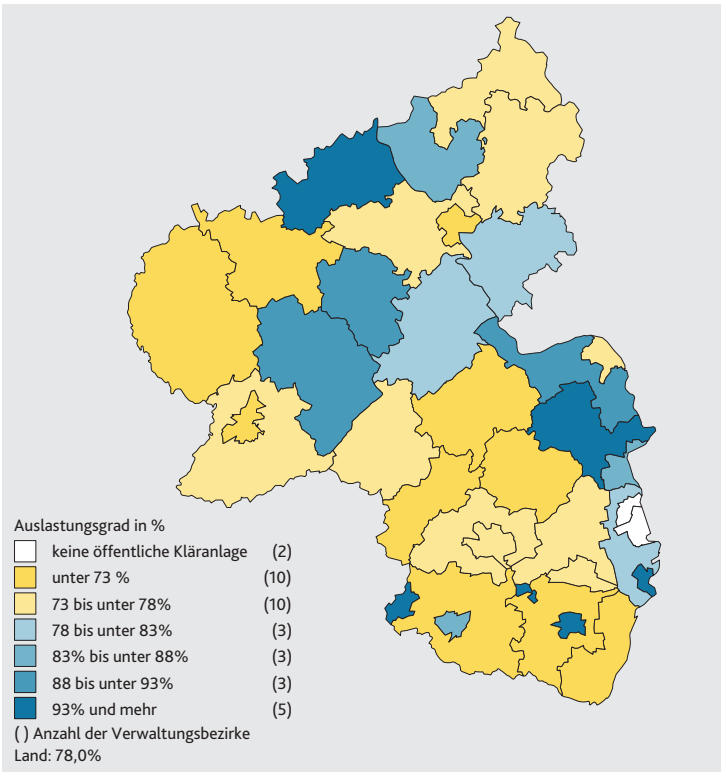 Auslastungsgrad in %
keine öffentliche Kläranlage (2)
unter 73 % (10)
73 bis unter 78% (10)
78 bis unter 83% (3)
83% bis unter 88% (3)
88 bis unter 93% (3)
93% und mehr (5)
( ) Anzahl der Verwaltungsbezirke
Land: 78,0%